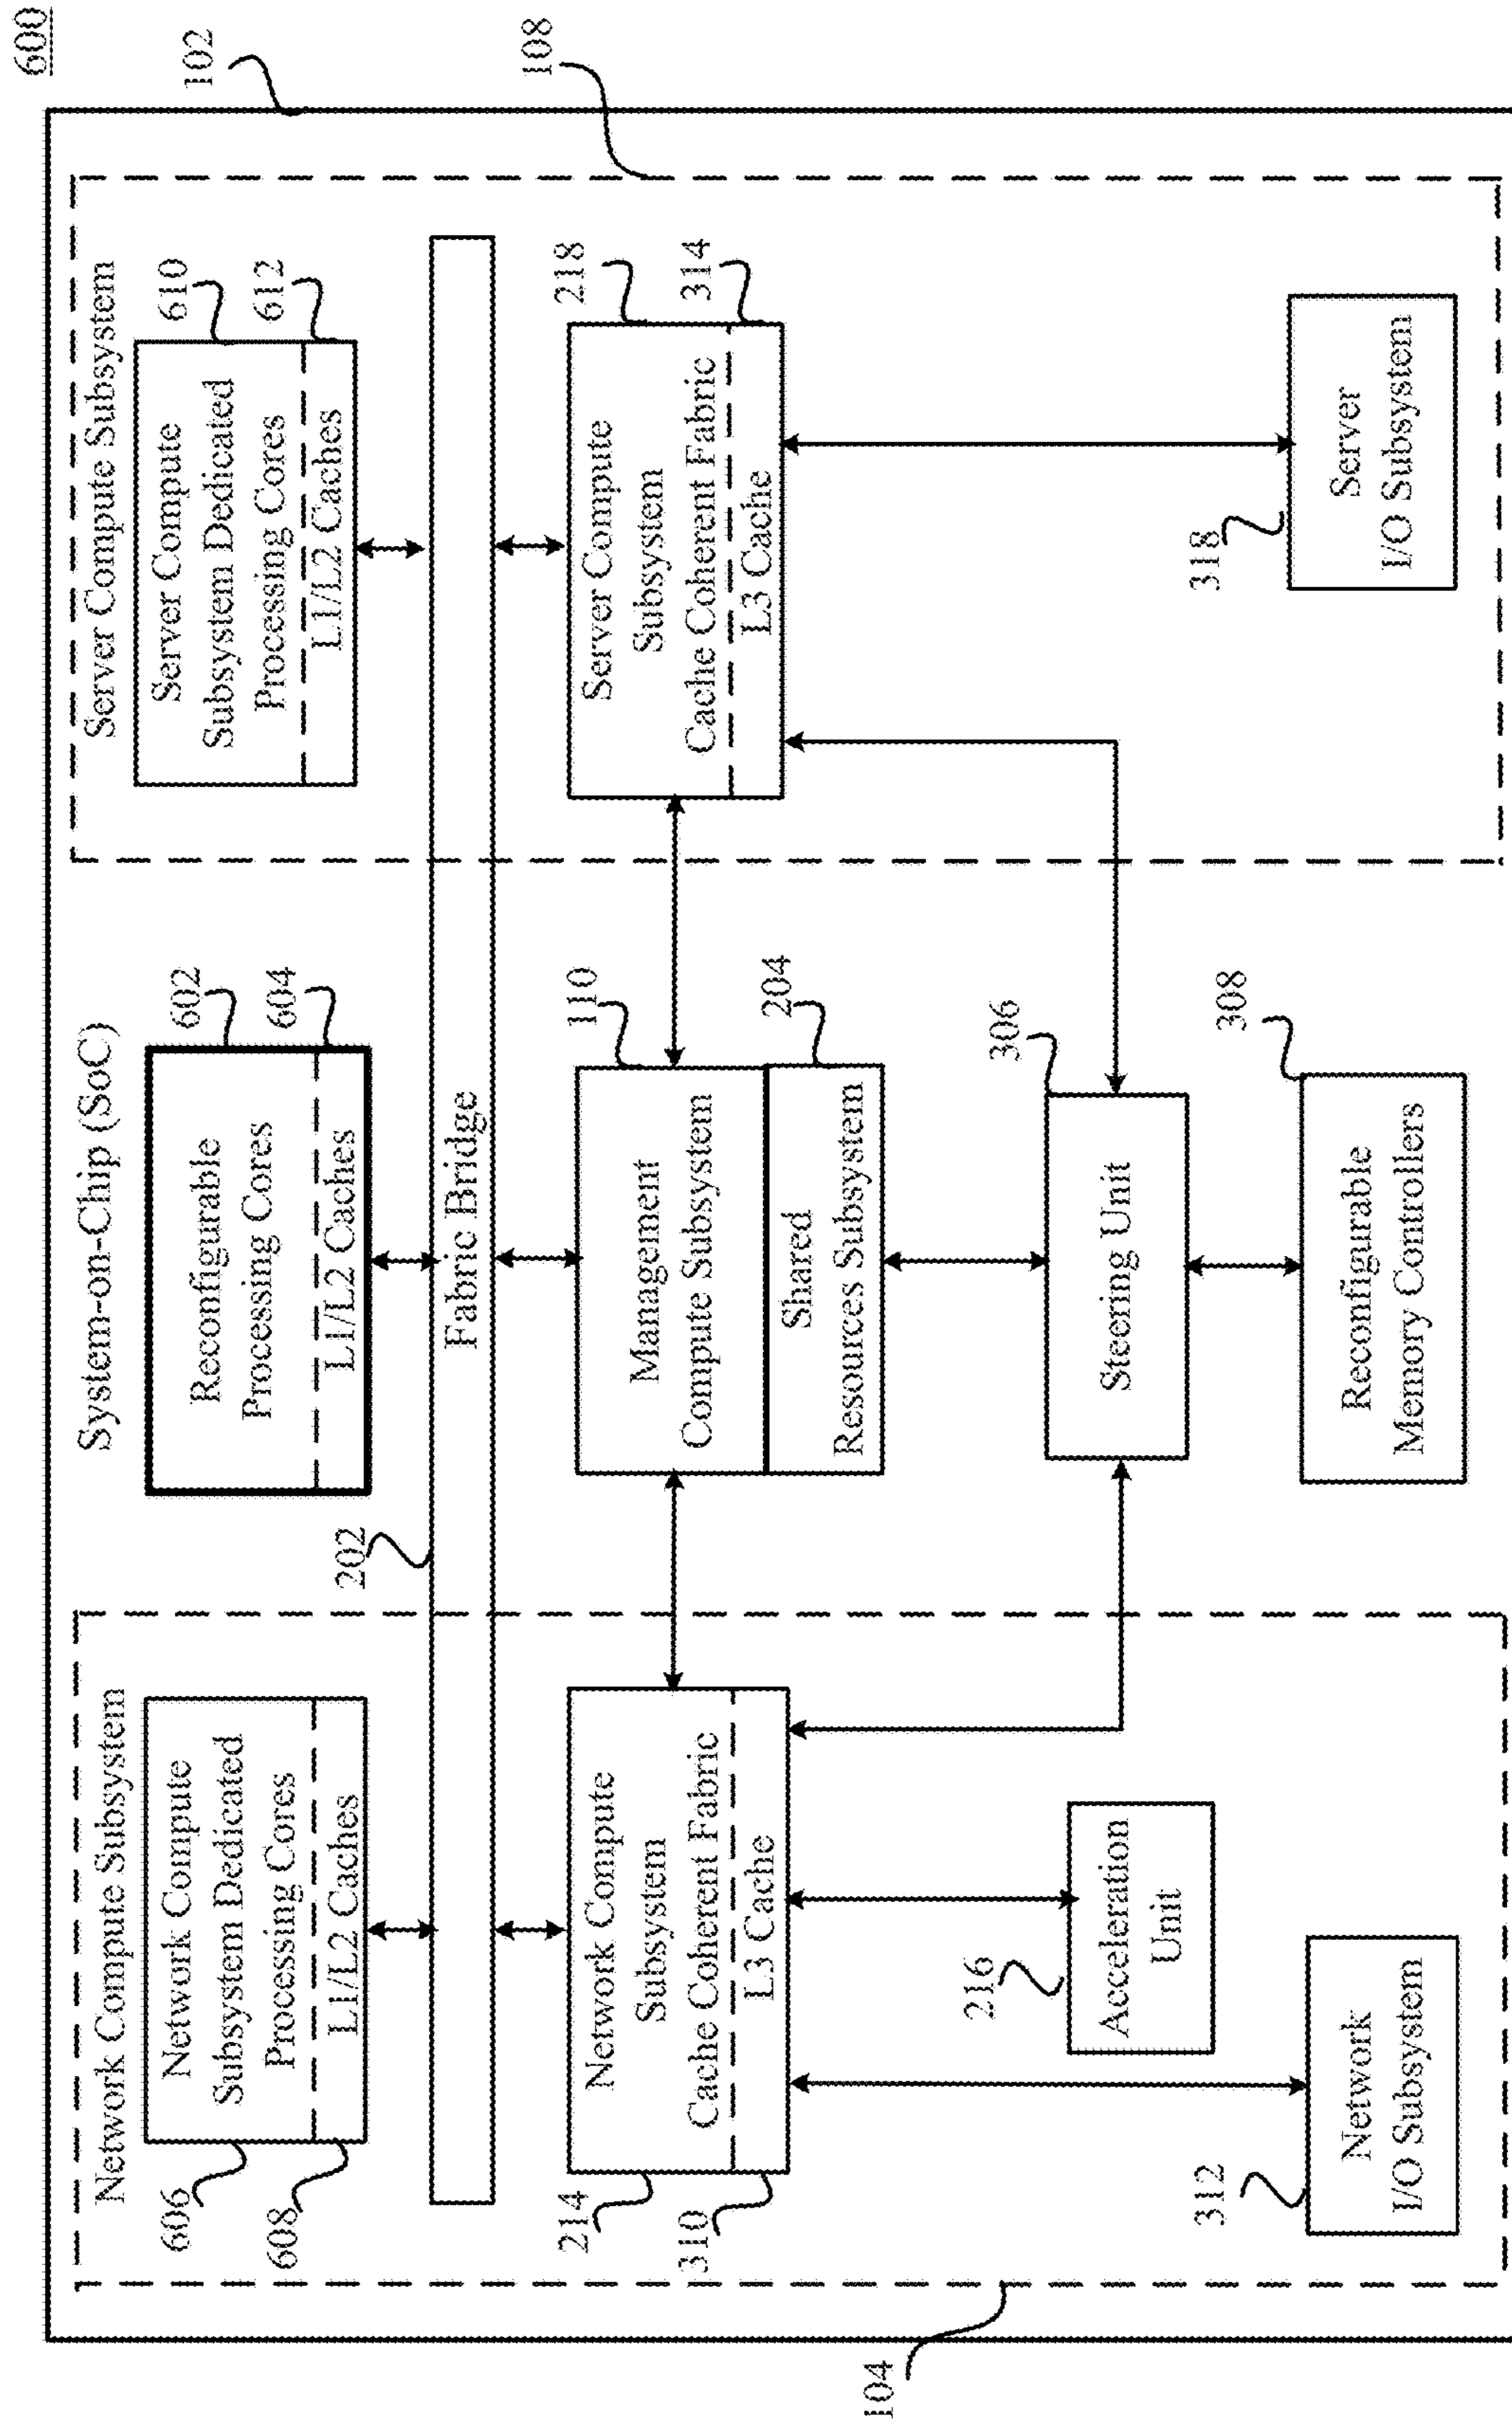 600
102
System-on-Chip (SoC)
Network Compute Subsystem
Server Compute Subsystem
108
104
606
Network Compute
Subsystem Dedicated
Processing Cores
608
L1/L2 Caches
602
Reconfigurable
Processing Cores
604
L1/L2 Caches
610
Server Compute
Subsystem Dedicated
Processing Cores
612
L1/L2 Caches
202
Fabric Bridge
214
Network Compute
Subsystem
Cache Coherent Fabric
310
L3 Cache
110
Management
Compute Subsystem
204
Shared
Resources Subsystem
218
Server Compute
Subsystem
Cache Coherent Fabric
314
L3 Cache
216
Acceleration
Unit
306
Steering Unit
312
Network
I/O Subsystem
308
Reconfigurable
Memory Controllers
318
Server
I/O Subsystem